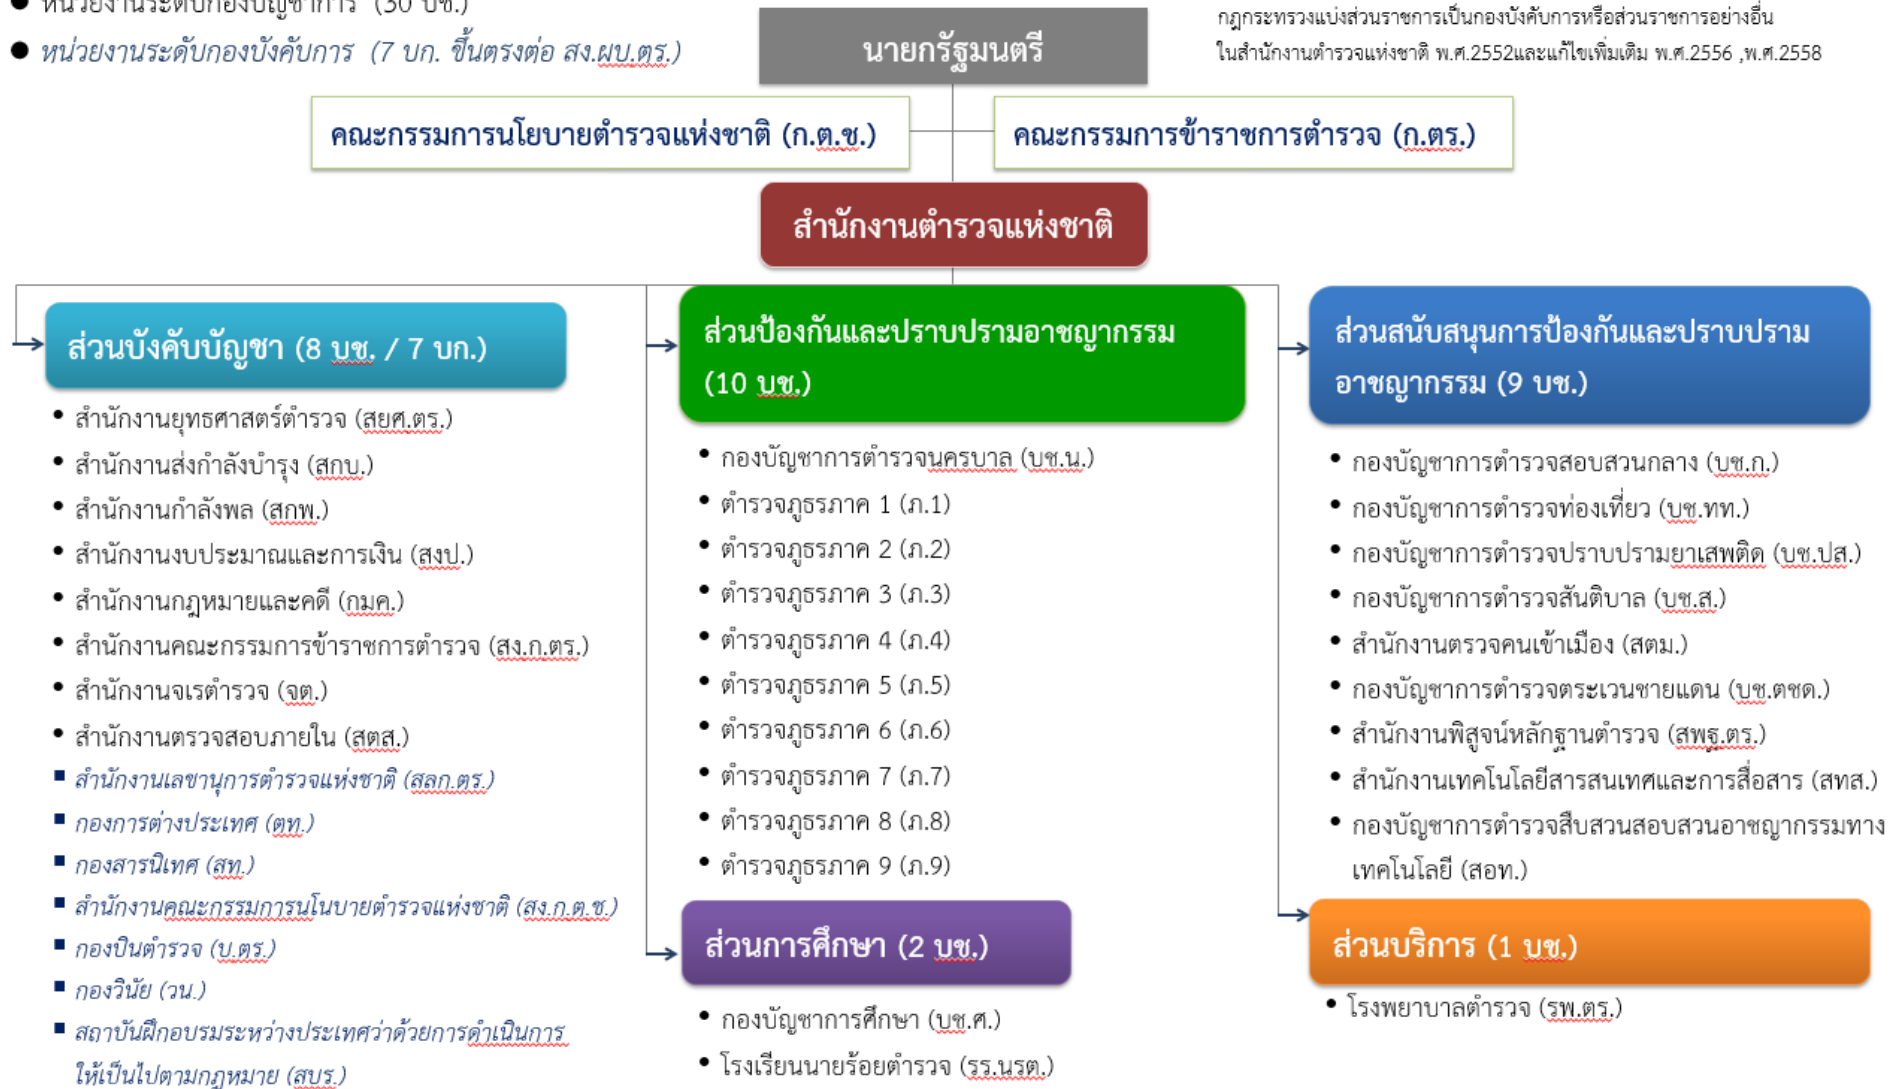 หน่วยงานระดับกองบัญชาการ (30 บช.)
หน่วยงานระดับกองบังคับการ (7 บก. ขึ้นตรงต่อ สง.ผบ.ตร.)
กฎกระทรวงแบ่งส่วนราชการเป็นกองบังคับการหรือส่วนราชการอย่างอื่น
ในสำนักงานตำรวจแห่งชาติ พ.ศ.2552และแก้ไขเพิ่มเติม พ.ศ.2556 ,พ.ศ.2558
นายกรัฐมนตรี
คณะกรรมการนโยบายตำรวจแห่งชาติ (ก.ต.ช.)
คณะกรรมการข้าราชการตำรวจ (ก.ตร.)
สำนักงานตำรวจแห่งชาติ
ส่วนบังคับบัญชา (8 บช. / 7 บก.)
สำนักงานยุทธศาสตร์ตำรวจ (สยศ.ตร.)
สำนักงานส่งกำลังบำรุง (สกบ.)
สำนักงานกำลังพล (สกพ.)
สำนักงานงบประมาณและการเงิน (สงป.)
สำนักงานกฎหมายและคดี (กมค.)
สำนักงานคณะกรรมการข้าราชการตำรวจ (สง.ก.ตร.)
สำนักงานจเรตำรวจ (จต.)
สำนักงานตรวจสอบภายใน (สตส.)
สำนักงานเลขานุการตำรวจแห่งชาติ (สลก.ตร.)
กองการต่างประเทศ (ตท.)
กองสารนิเทศ (สท.)
สำนักงานคณะกรรมการนโนบายตำรวจแห่งชาติ (สง.ก.ต.ช.)
กองบินตำรวจ (บ.ตร.)
กองวินัย (วน.)
สถาบันฝึกอบรมระหว่างประเทศว่าด้วยการดำเนินการ
ให้เป็นไปตามกฎหมาย (สบร.)
ส่วนป้องกันและปราบปรามอาชญากรรม
(10 บช.)
กองบัญชาการตำรวจนครบาล (บช.น.)
ตำรวจภูธรภาค 1 (ภ.1)
ตำรวจภูธรภาค 2 (ภ.2)
ตำรวจภูธรภาค 3 (ภ.3)
ตำรวจภูธรภาค 4 (ภ.4)
ตำรวจภูธรภาค 5 (ภ.5)
ตำรวจภูธรภาค 6 (ภ.6)
ตำรวจภูธรภาค 7 (ภ.7)
ตำรวจภูธรภาค 8 (ภ.8)
ตำรวจภูธรภาค 9 (ภ.9)
ส่วนการศึกษา (2 บช.)
กองบัญชาการศึกษา (บช.ศ.)
โรงเรียนนายร้อยตำรวจ (รร.นรต.)
ส่วนสนับสนุนการป้องกันและปราบปราม
อาชญากรรม (9 บช.)
กองบัญชาการตำรวจสอบสวนกลาง (บช.ก.)
กองบัญชาการตำรวจท่องเที่ยว (บช.ทท.)
กองบัญชาการตำรวจปราบปรามยาเสพติด (บช.ปส.)
กองบัญชาการตำรวจสันติบาล (บช.ส.)
สำนักงานตรวจคนเข้าเมือง (สตม.)
กองบัญชาการตำรวจตระเวนชายแดน (บช.ตชด.)
สำนักงานพิสูจน์หลักฐานตำรวจ (สพฐ.ตร.)
สำนักงานเทคโนโลยีสารสนเทศและการสื่อสาร (สทส.)
กองบัญชาการตำรวจสืบสวนสอบสวนอาชญากรรมทาง
เทคโนโลยี (สอท.)
ส่วนบริการ (1 บช.)
โรงพยาบาลตำรวจ (รพ.ตร.)